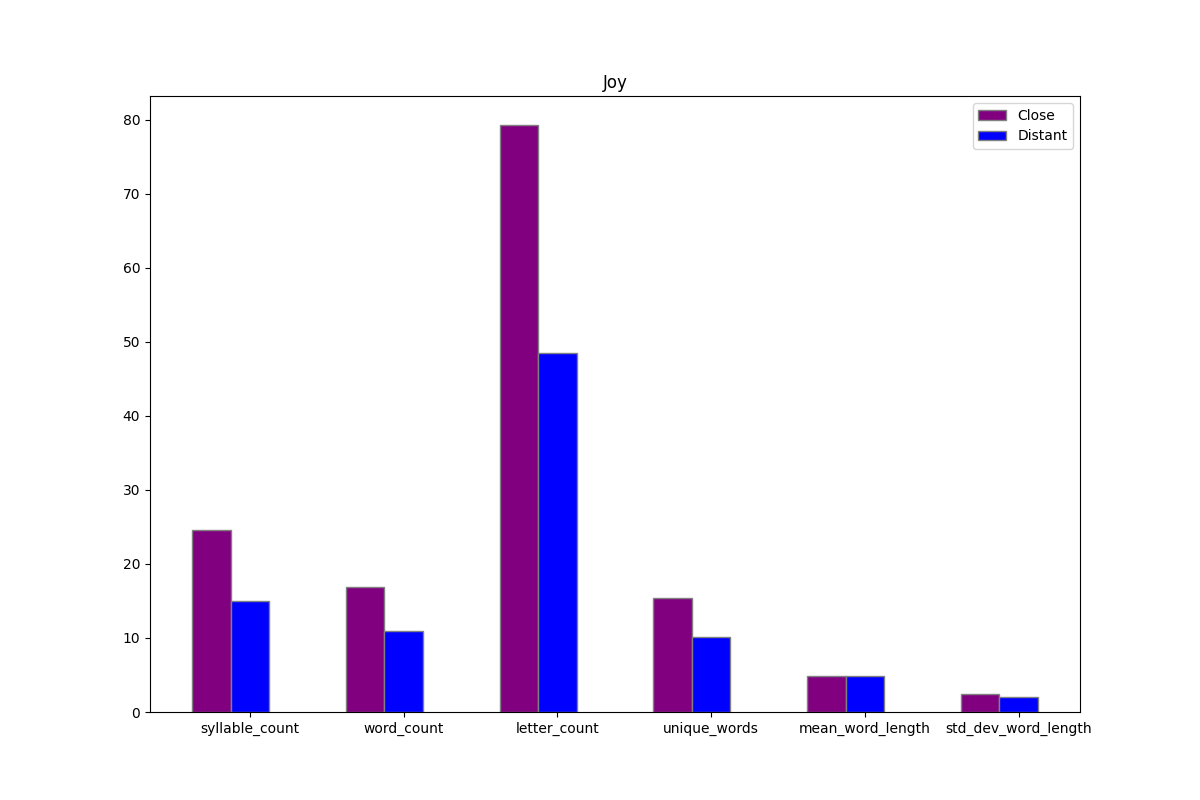 Joy
Close
Distant
80
70
60
50
40
30
20
10
0
syllable_count word_count letter_count unique_words mean_word_length std_dev_word_length